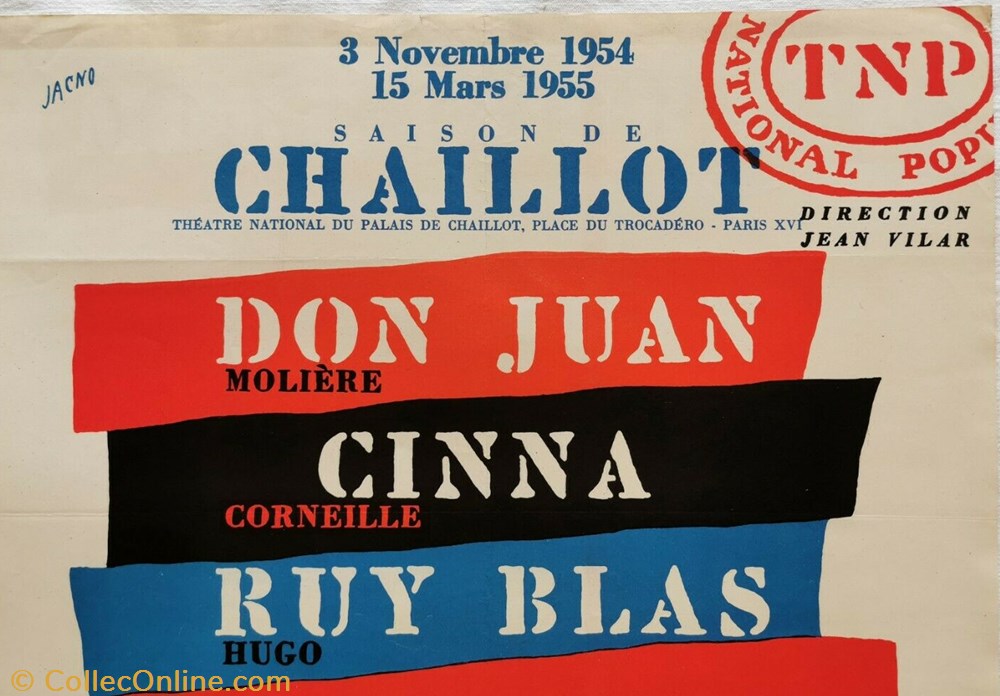 JACNO
3 Novembre 1954
15 Mars 1955
TNP
NATIONAL POPU
SAISON DE
CHAILLOT
THÉATRE NATIONAL DU PALAIS DE CHAILLOT, PLACE DU TROCADÉRO - PARIS XVI
DIRECTION
JEAN VILAR
DON JUAN
MOLIÈRE
CINNA
CORNEILLE
RUY BLAS
HUGO
© CollecOnline.com